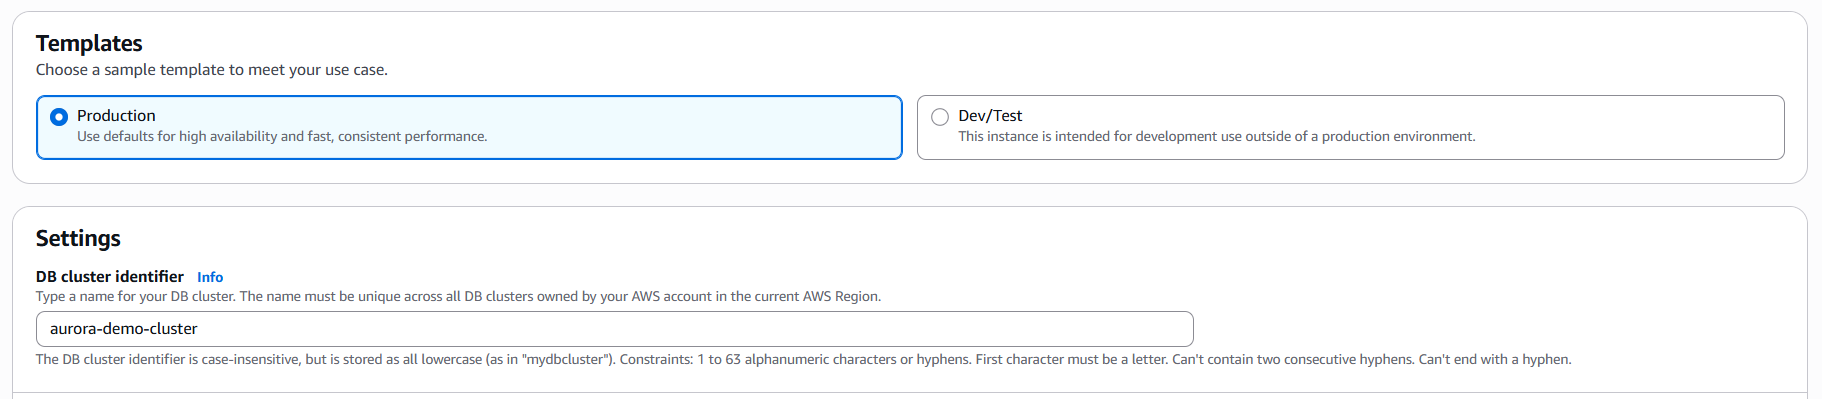 Templates
Choose a sample template to meet your use case.
Production
Use defaults for high availability and fast, consistent performance.
Dev/Test
This instance is intended for development use outside of a production environment.
Settings
DB cluster identifier Info
Type a name for your DB cluster. The name must be unique across all DB clusters owned by your AWS account in the current AWS Region.
aurora-demo-cluster
The DB cluster identifier is case-insensitive, but is stored as all lowercase (as in "mydbcluster"). Constraints: 1 to 63 alphanumeric characters or hyphens. First character must be a letter. Can't contain two consecutive hyphens. Can't end with a hyphen.